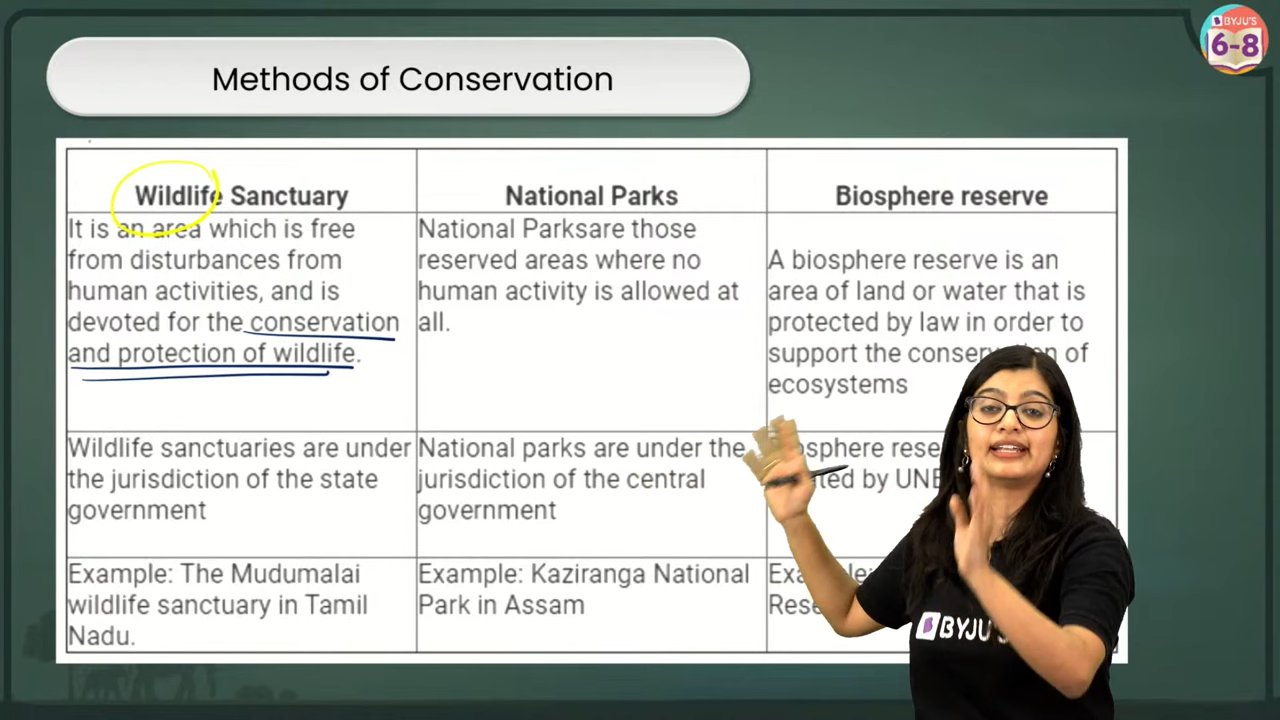 BYJU'S
6-8
Methods of Conservation
Wildlife Sanctuary
It is an area which is free
from disturbances from
human activities, and is
devoted for the conservation
and protection of wildlife.
National Parks
National Parksare those
reserved areas where no
human activity is allowed at
all.
Biosphere reserve
A biosphere reserve is an
area of land or water that is
protected by law in order to
support the conservation of
ecosystems
Wildlife sanctuaries are under
the jurisdiction of the state
government
National parks are under the
jurisdiction of the central
government
by
Example: The Mudumalai
wildlife sanctuary in Tamil
Nadu.
Example: Kaziranga National
Park in Assam
BYJU'S